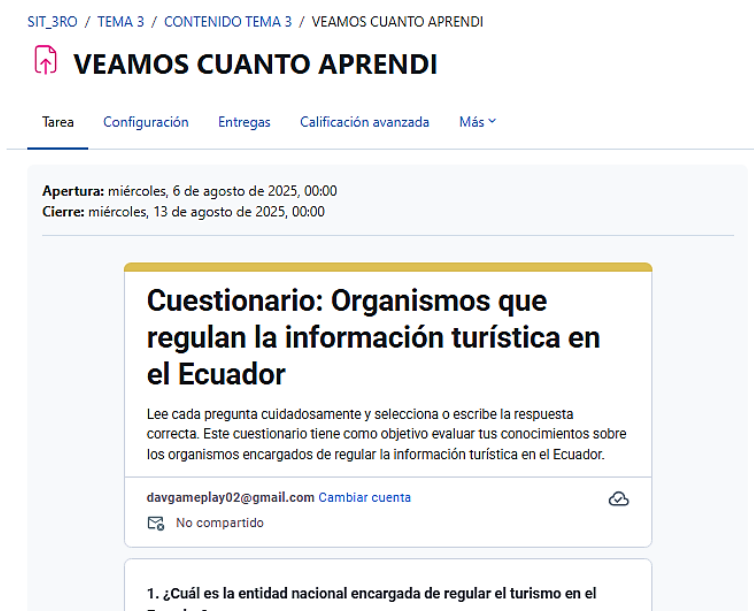 SIT_3RO / TEMA 3 / CONTENIDO TEMA 3 / VEAMOS CUANTO APRENDI
VEAMOS CUANTO APRENDI
Tarea Configuración Entregas Calificación avanzada Más
Apertura: miércoles, 6 de agosto de 2025, 00:00
Cierre: miércoles, 13 de agosto de 2025, 00:00
Cuestionario: Organismos que
regulan la información turística en
el Ecuador
Lee cada pregunta cuidadosamente y selecciona o escribe la respuesta
correcta. Este cuestionario tiene como objetivo evaluar tus conocimientos sobre
los organismos encargados de regular la información turística en el Ecuador.
davgameplay02@gmail.com Cambiar cuenta
No compartido
1. ¿Cuál es la entidad nacional encargada de regular el turismo en el